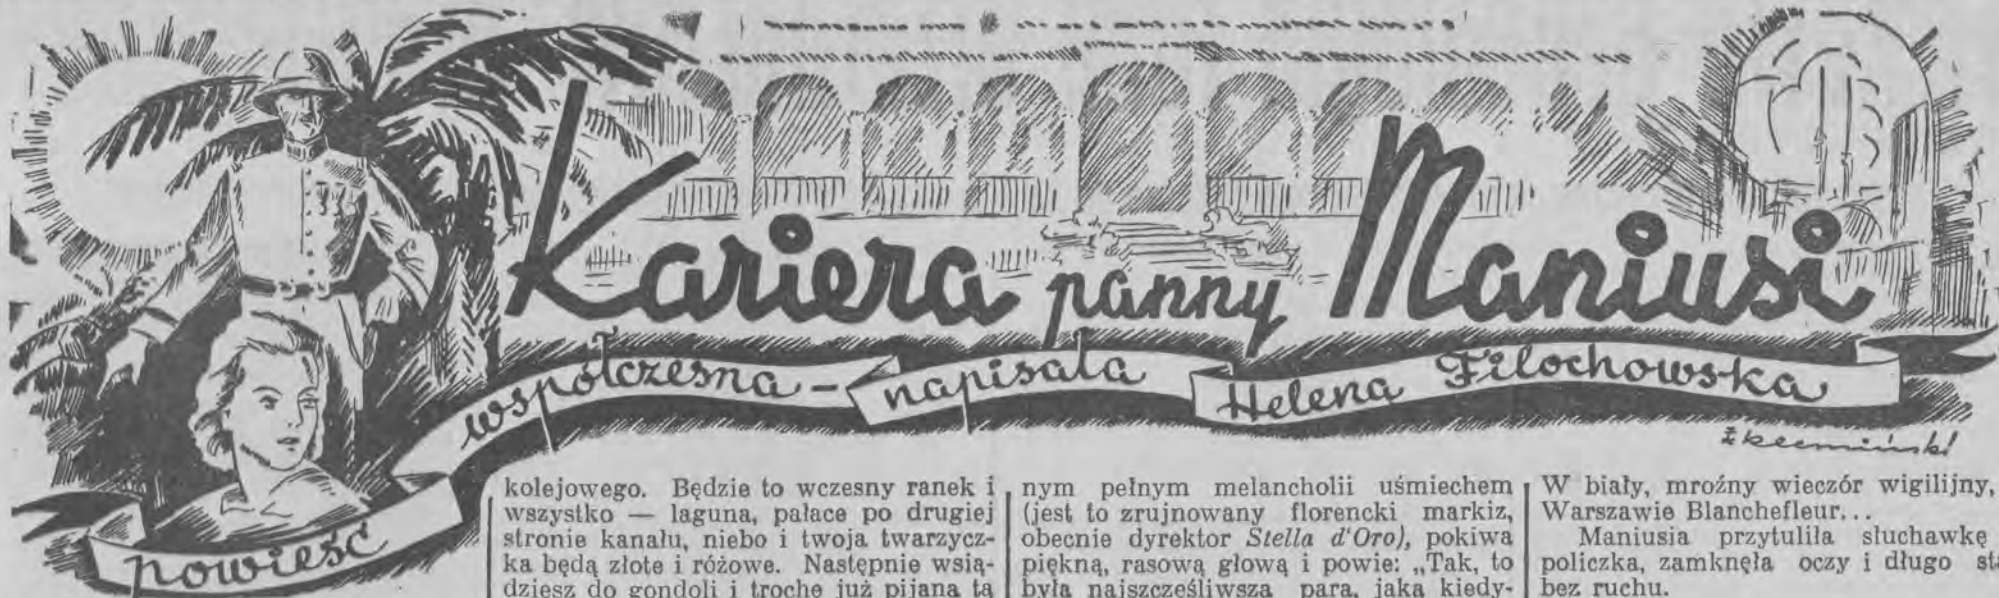 Kariera panny Maniusi
powieść współczesna – napisała Helena Filochowska
kolejowego. Będzie to wczesny ranek i
wszystko — laguna, pałace po drugiej
stronie kanału, niebo i twoja twarzycz-
ka będą złote i różowe. Następnie wsią-
dziesz do gondoli i trochę już pijana tą
nym pełnym melancholii uśmiechem
(jest to zrujnowany florencki markiz,
obecnie dyrektor Stella d'Oro), pokiwa
piękną, rasową głową i powie: „Tak, to
była najszczęśliwsza para, jaką kiedy-
W biały, mroźny wieczór wigilijny,
Warszawie Blanchefleur...
Maniusia przytuliła słuchawkę
policzka, zamknęła oczy i długo
bez ruchu.